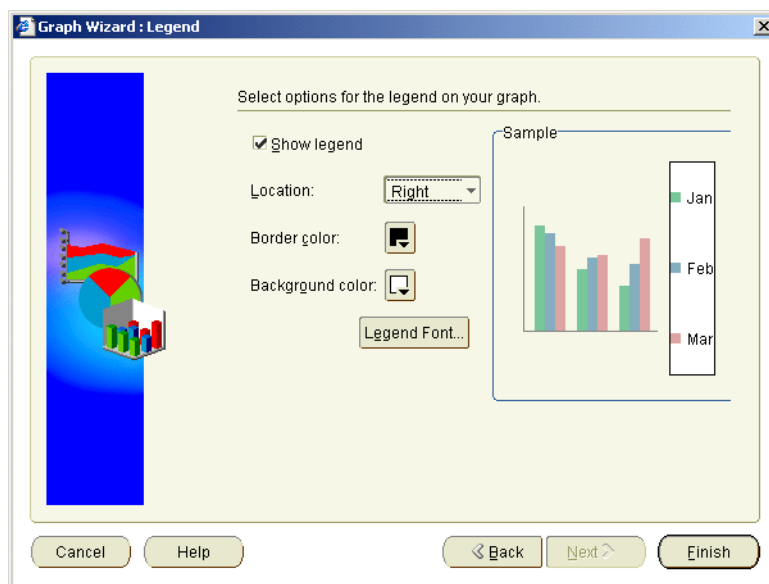 Graph Wizard : Legend
Select options for the legend on your graph.
Show legend
Sample
Location:
Right
Jan
Border color:
Feb
Background color:
Legend Font...
Mar
Cancel
Help
Back
Next
Finish